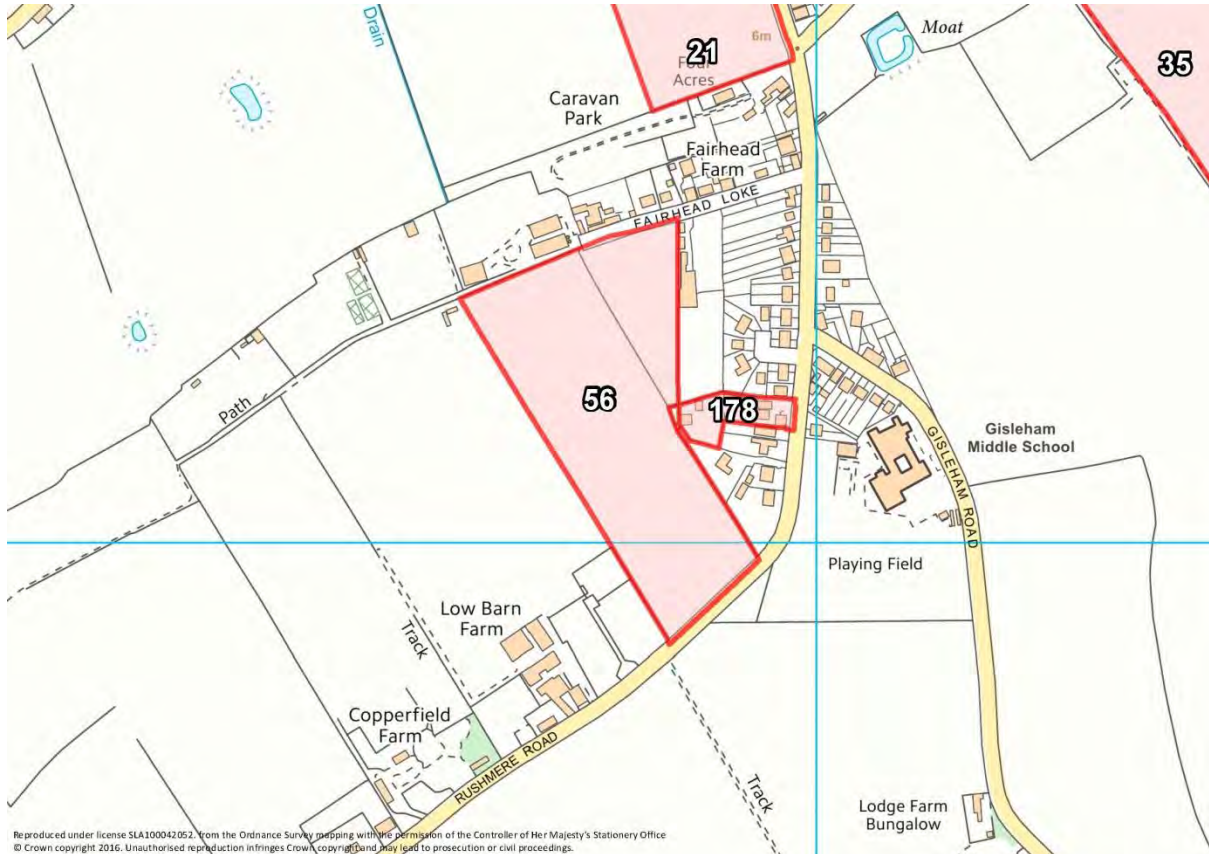 Drain
Moat
6m
21
Four
Acres
35
Caravan
Park
Fairhead
Farm
FAIRHEAD LOKE
56
178
Path
Gisleham
Middle School
GISLEHAM ROAD
Playing Field
Low Barn
Farm
Track
Copperfield
Farm
RUSHMERE ROAD
Track
Lodge Farm
Bungalow
Reproduced under license SLA100042052. from the Ordnance Survey mapping with the permission of the Controller of Her Majesty's Stationery Office
© Crown copyright 2016. Unauthorised reproduction infringes Crown copyright and may lead to prosecution or civil proceedings.